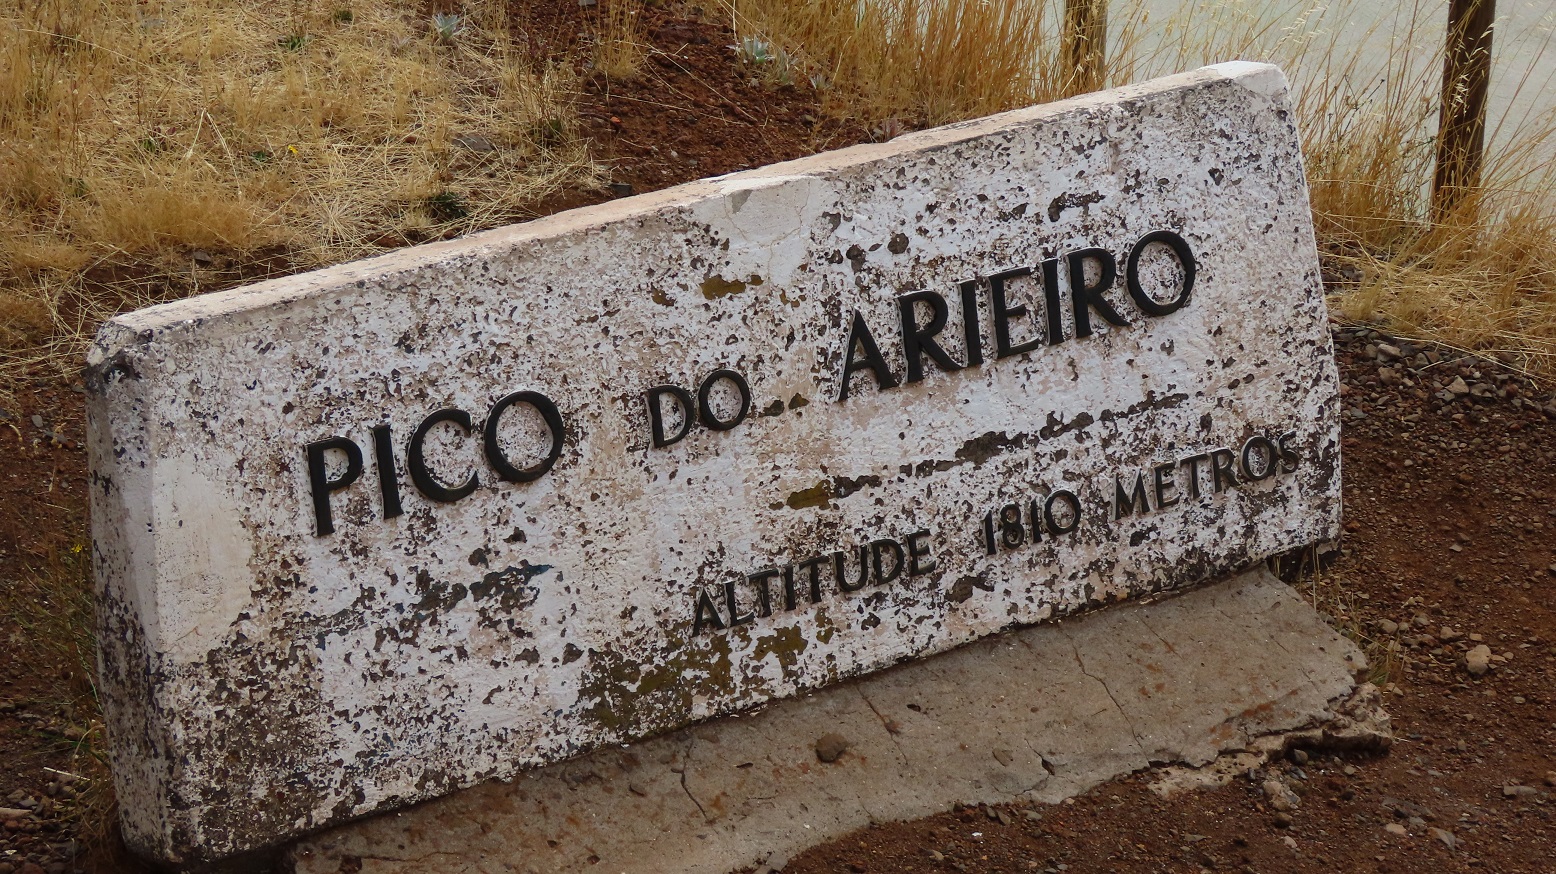 PICO DO ARIEIRO
ALTITUDE 1810 METROS